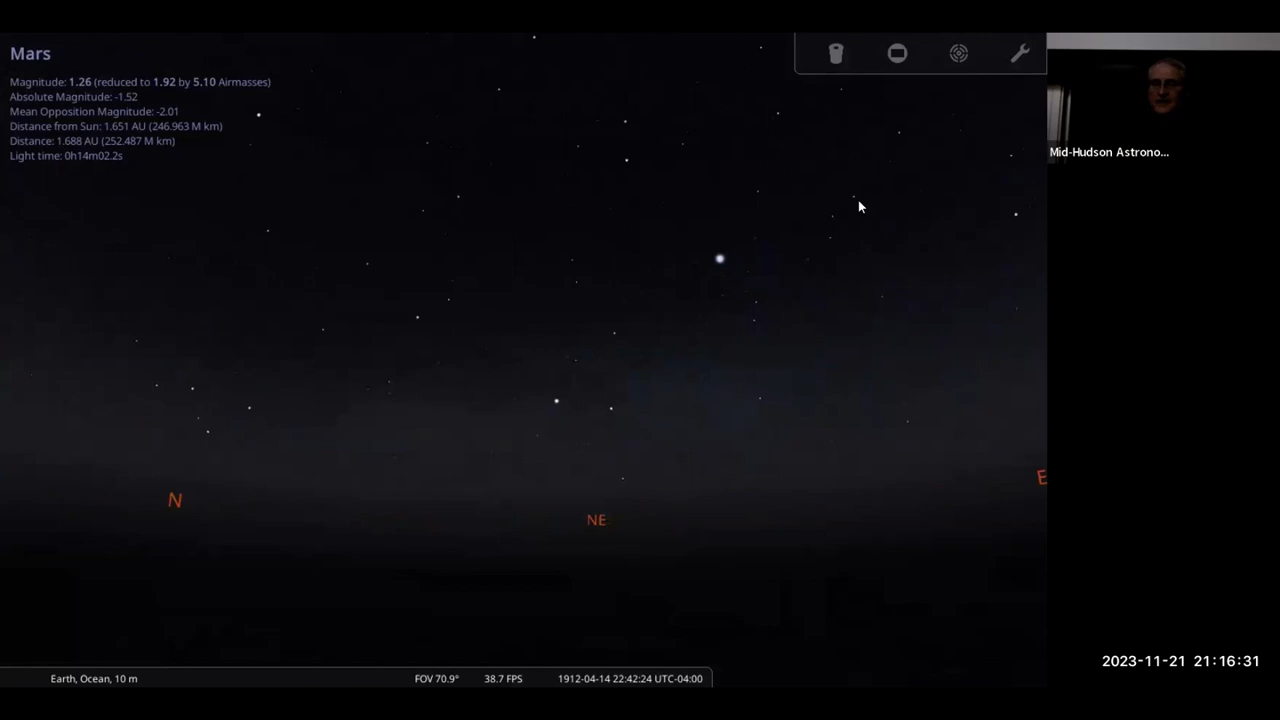 Mars
Magnitude: 1.26 (reduced to 1.92 by 5.10 Airmasses)
Absolute Magnitude: -1.52
Mean Opposition Magnitude: -2.01
Distance from Sun: 1.651 AU (246.963 M km)
Distance: 1.688 AU (252.487 M km)
Light time: 0h14m02.2s
Mid-Hudson Astrono...
E
N
NE
2023-11-21 21:16:31
Earth, Ocean, 10 m FOV 70.9° 38.7 FPS 1912-04-14 22:42:24 UTC-04:00